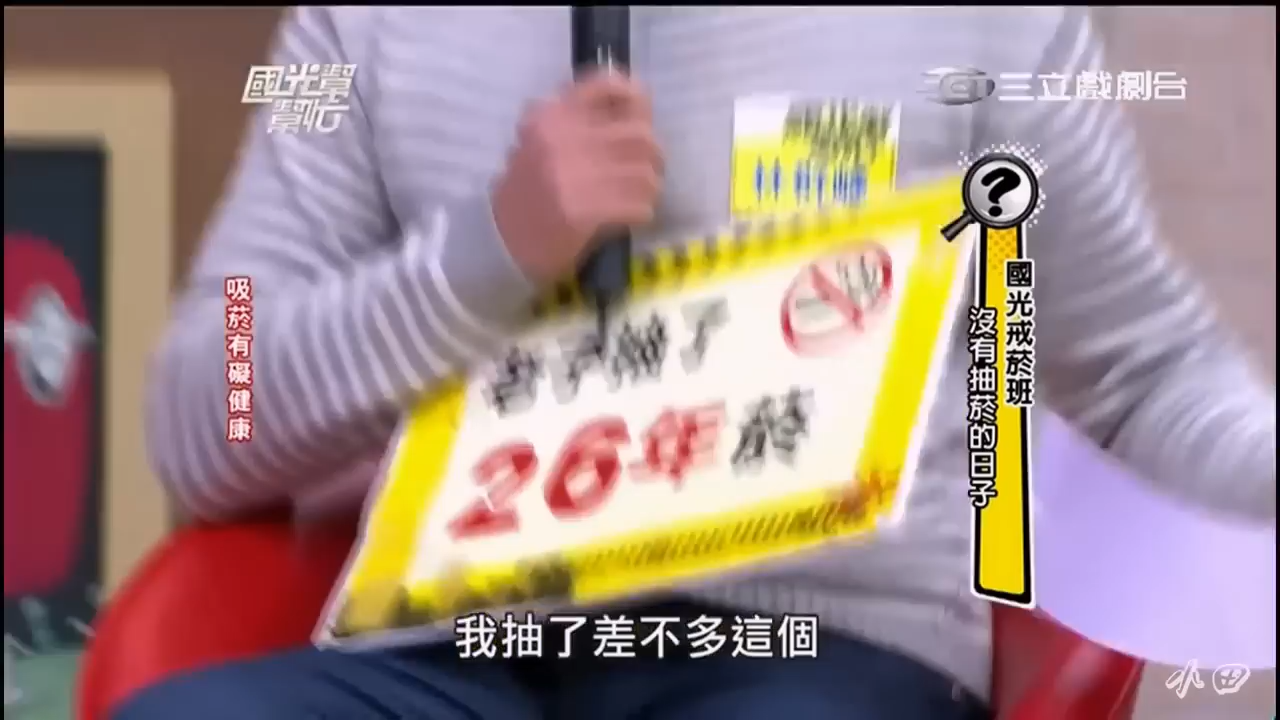 國光幫
幫忙
三立戲劇台
吸菸有礙健康
?
國光戒菸班
沒有抽菸的日子
抽了
26年菸
我抽了差不多這個
小田